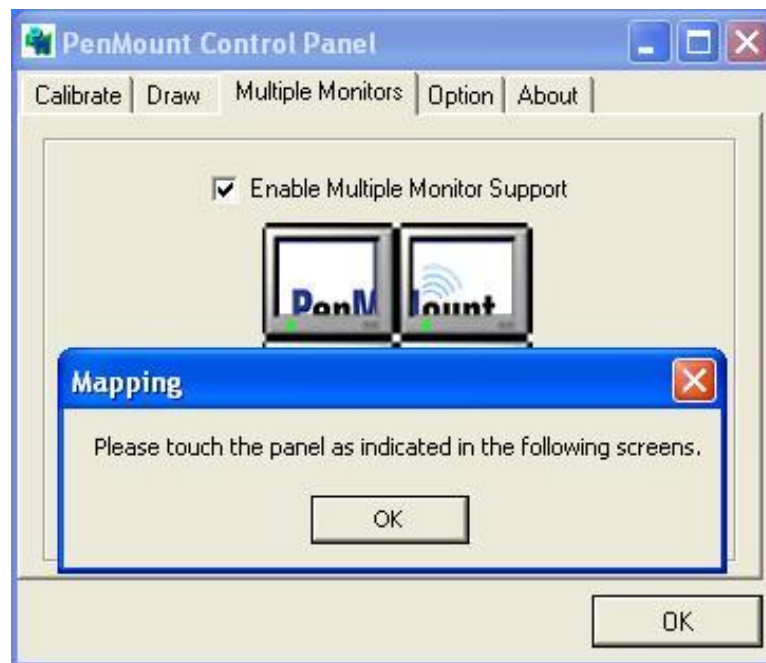 PenMount Control Panel
Calibrate Draw Multiple Monitors Option About
Enable Multiple Monitor Support
PenMount
Mapping
Please touch the panel as indicated in the following screens.
OK
OK